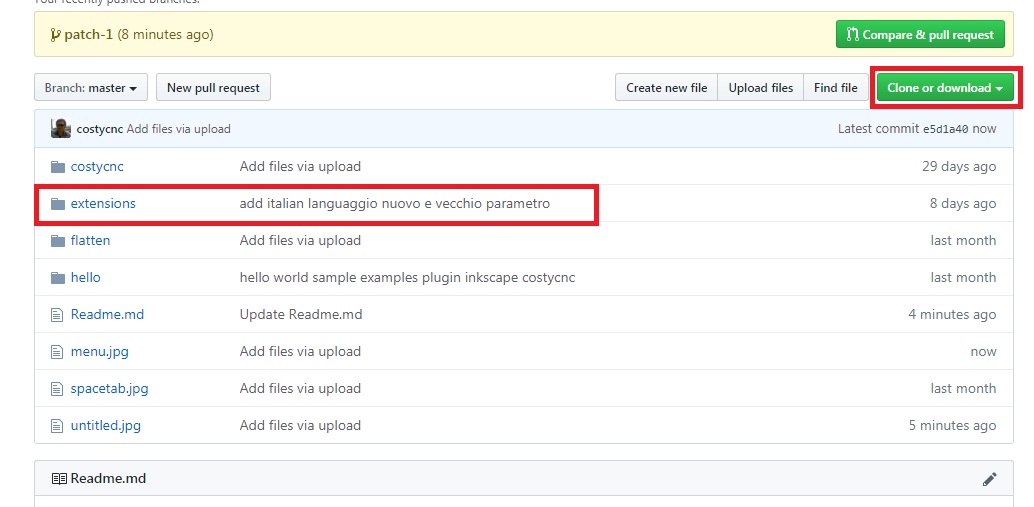 Your recently pushed branches:
patch-1 (8 minutes ago) Compare & pull request
Branch: master New pull request Create new file Upload files Find file Clone or download
costycnc Add files via upload Latest commit e5d1a40 now
costycnc Add files via upload 29 days ago
extensions add italian languaggio nuovo e vecchio parametro 8 days ago
flatten Add files via upload last month
hello hello world sample examples plugin inkscape costycnc last month
Readme.md Update Readme.md 4 minutes ago
menu.jpg Add files via upload now
spacetab.jpg Add files via upload last month
untitled.jpg Add files via upload 5 minutes ago
Readme.md